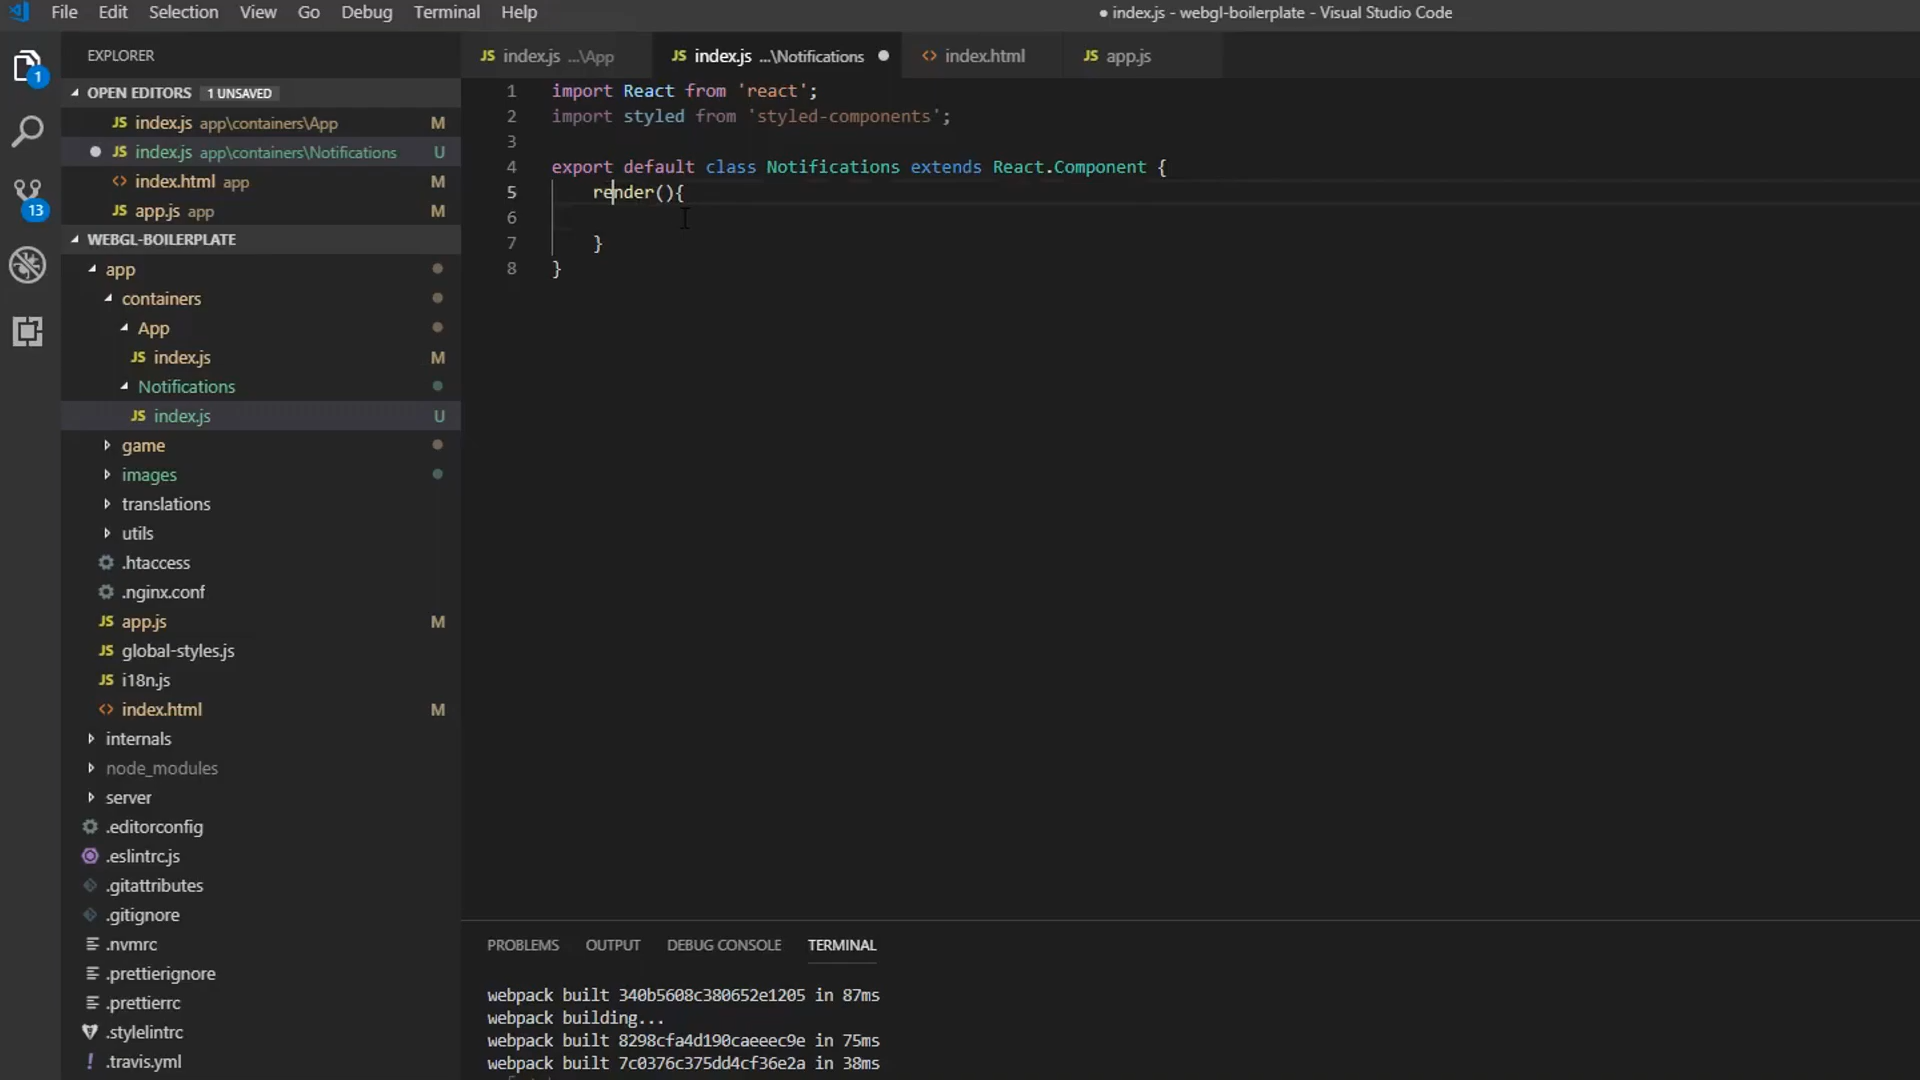 File Edit Selection View Go Debug Terminal Help
● index.js - webgl-boilerplate - Visual Studio Code
EXPLORER
JS index.js ...\App
JS index.js ...\Notifications
<> index.html
JS app.js
1
13
OPEN EDITORS 1 UNSAVED
JS index.js app\containers\App M
JS index.js app\containers\Notifications U
<> index.html app M
JS app.js app M
WEBGL-BOILERPLATE
app
containers
App
JS index.js M
Notifications
JS index.js U
game
images
translations
utils
.htaccess
.nginx.conf
JS app.js M
JS global-styles.js
JS i18n.js
<> index.html M
internals
node_modules
server
.editorconfig
.eslintrc.js
.gitattributes
.gitignore
.nvmrc
.prettierignore
.prettierrc
.stylelintrc
! .travis.yml
1 import React from 'react';
2 import styled from 'styled-components';
3
4 export default class Notifications extends React.Component {
5 render(){
6
7 }
8 }
PROBLEMS OUTPUT DEBUG CONSOLE TERMINAL
webpack built 340b5608c380652e1205 in 87ms
webpack building...
webpack built 8298cfa4d190caeeec9e in 75ms
webpack built 7c0376c375dd4cf36e2a in 38ms